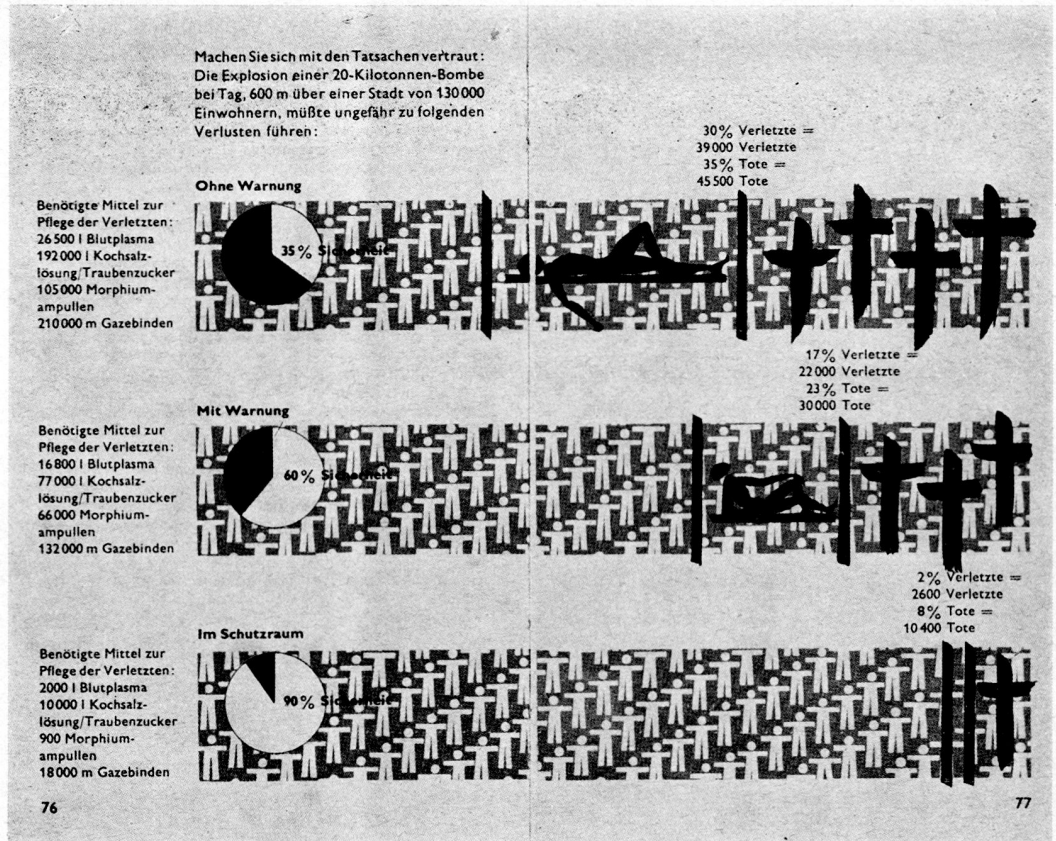 Machen Sie sich mit den Tatsachen vertraut:
Die Explosion einer 20-Kilotonnen-Bombe
bei Tag, 600 m über einer Stadt von 130000
Einwohnern, müßte ungefähr zu folgenden
Verlusten führen:
30% Verletzte =
39000 Verletzte
35% Tote =
45500 Tote
Ohne Warnung
Benötigte Mittel zur
Pflege der Verletzten:
26500 l Blutplasma
192000 l Kochsalz-
lösung/Traubenzucker
105000 Morphium-
ampullen
210000 m Gazebinden
35% Sicherheit
17% Verletzte =
22000 Verletzte
23% Tote =
30000 Tote
Mit Warnung
Benötigte Mittel zur
Pflege der Verletzten:
16800 l Blutplasma
77000 l Kochsalz-
lösung/Traubenzucker
66000 Morphium-
ampullen
132000 m Gazebinden
60% Sicherheit
2% Verletzte =
2600 Verletzte
8% Tote =
10400 Tote
Im Schutzraum
Benötigte Mittel zur
Pflege der Verletzten:
2000 l Blutplasma
10000 l Kochsalz-
lösung/Traubenzucker
900 Morphium-
ampullen
18000 m Gazebinden
90% Sicherheit
76
77